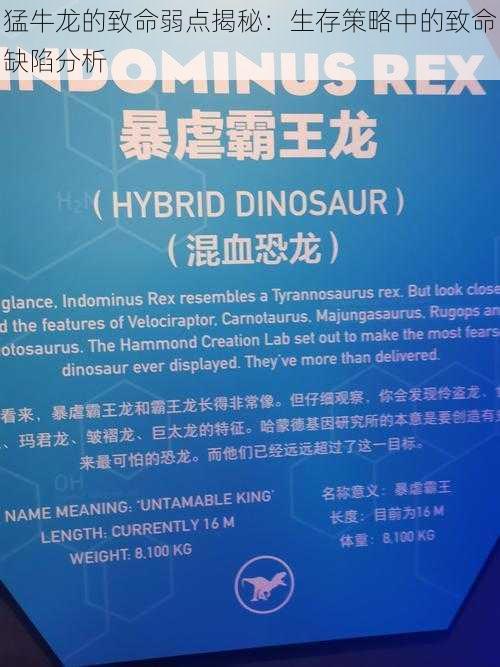 猛牛龙的致命弱点揭秘：生存策略中的致命
缺陷分析
INDOMINUS REX
暴虐霸王龙
（HYBRID DINOSAUR）
（混血恐龙）
glance, Indominus Rex resembles a Tyrannosaurus rex. But look close
d the features of Velociraptor, Carnotaurus, Majungasaurus, Rugops an
otosaurus. The Hammond Creation Lab set out to make the most fears
dinosaur ever displayed. They've more than delivered.
看来，暴虐霸王龙和霸王龙长得非常像。但仔细观察，你会发现伶盗龙、
、玛君龙、皱褶龙、巨太龙的特征。哈蒙德基因研究所的本意是要创造有
来最可怕的恐龙。而他们已经远远超过了这一目标。
NAME MEANING: 'UNTAMABLE KING'
LENGTH: CURRENTLY 16 M
WEIGHT: 8,100 KG
名称意义：暴虐霸王
长度：目前为16 M
体重：8,100 KG
H₂N
OH